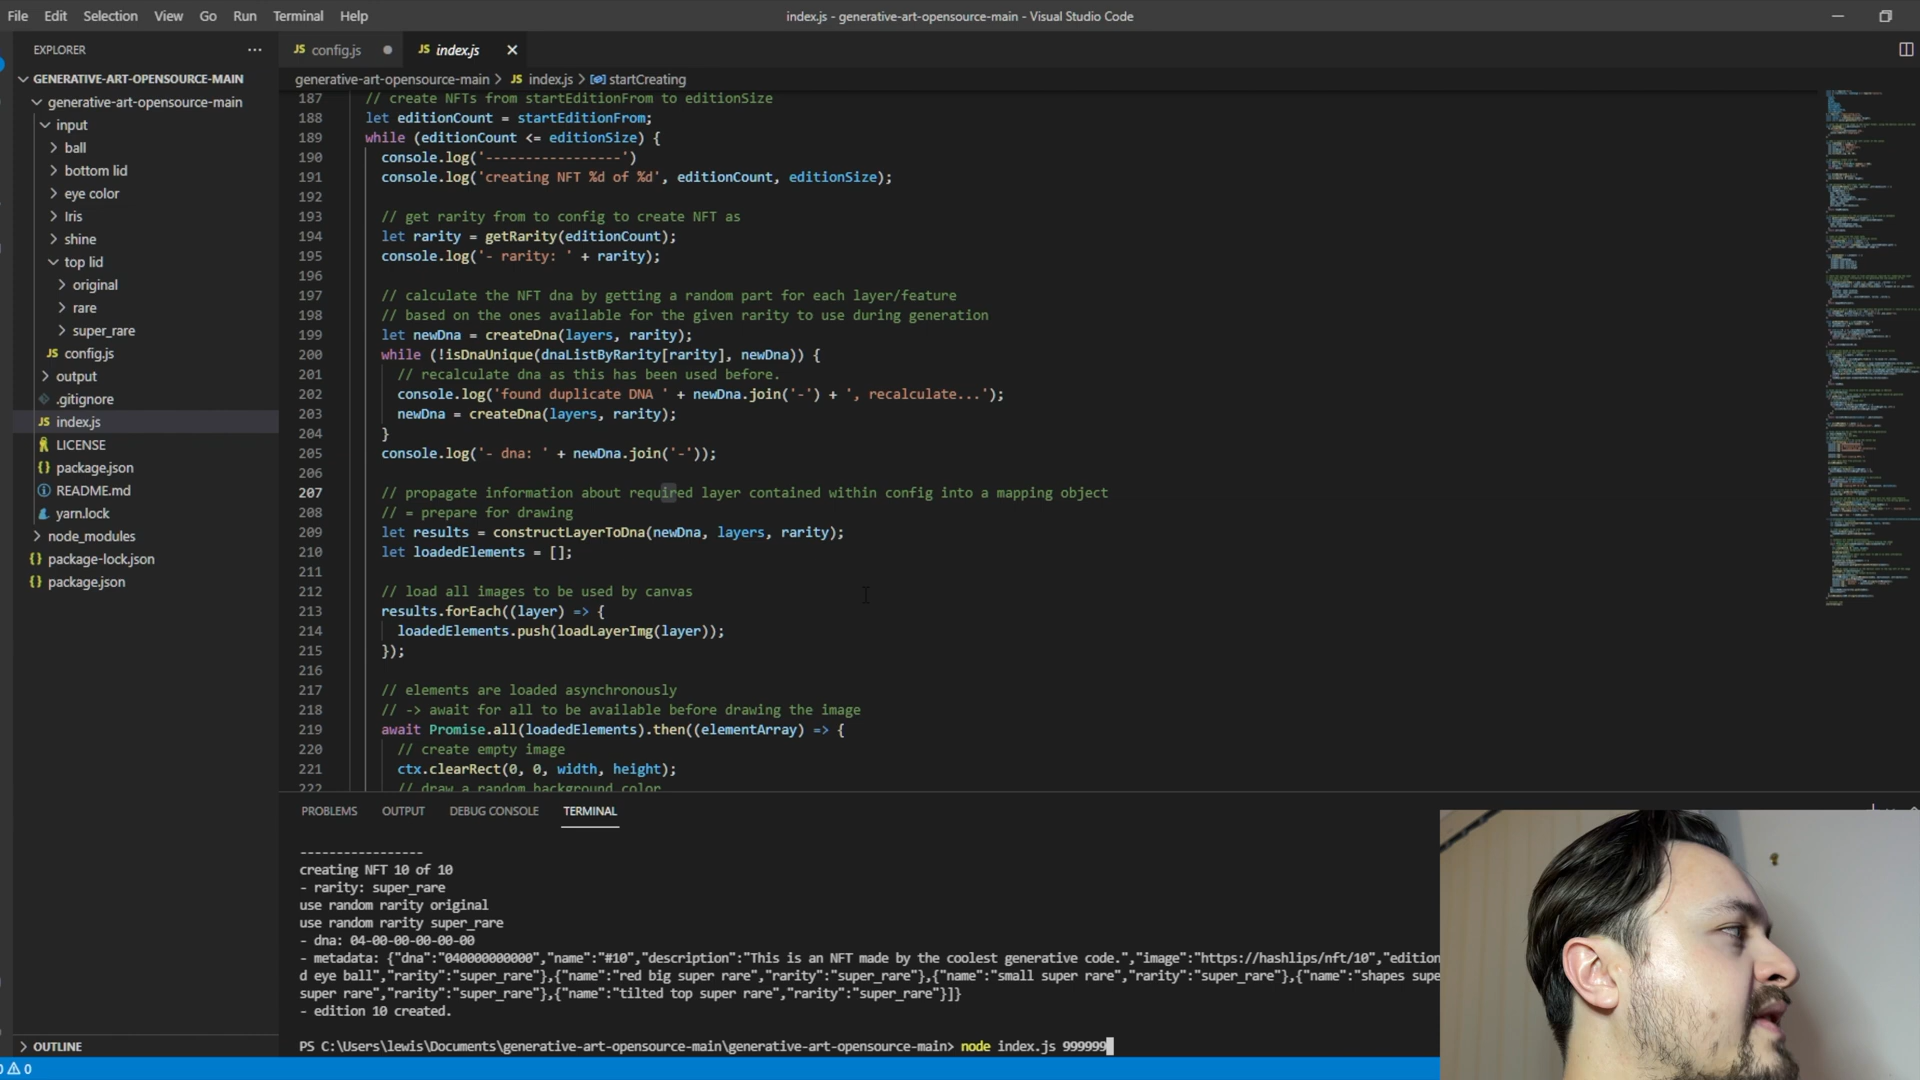 File Edit Selection View Go Run Terminal Help
index.js - generative-art-opensource-main - Visual Studio Code
EXPLORER
GENERATIVE-ART-OPENSOURCE-MAIN
generative-art-opensource-main
input
ball
bottom lid
eye color
Iris
shine
top lid
original
rare
super_rare
config.js
output
.gitignore
index.js
LICENSE
package.json
README.md
yarn.lock
node_modules
package-lock.json
package.json
OUTLINE
JS config.js
JS index.js
generative-art-opensource-main > JS index.js > startCreating
187 // create NFTs from startEditionFrom to editionSize
188 let editionCount = startEditionFrom;
189 while (editionCount <= editionSize) {
190 console.log('-----------------')
191 console.log('creating NFT %d of %d', editionCount, editionSize);
192
193 // get rarity from to config to create NFT as
194 let rarity = getRarity(editionCount);
195 console.log('- rarity: ' + rarity);
196
197 // calculate the NFT dna by getting a random part for each layer/feature
198 // based on the ones available for the given rarity to use during generation
199 let newDna = createDna(layers, rarity);
200 while (!isDnaUnique(dnaListByRarity[rarity], newDna)) {
201 // recalculate dna as this has been used before.
202 console.log('found duplicate DNA ' + newDna.join('-') + ', recalculate...');
203 newDna = createDna(layers, rarity);
204 }
205 console.log('- dna: ' + newDna.join('-'));
206
207 // propagate information about required layer contained within config into a mapping object
208 // = prepare for drawing
209 let results = constructLayerToDna(newDna, layers, rarity);
210 let loadedElements = [];
211
212 // load all images to be used by canvas
213 results.forEach((layer) => {
214 loadedElements.push(loadLayerImg(layer));
215 });
216
217 // elements are loaded asynchronously
218 // -> await for all to be available before drawing the image
219 await Promise.all(loadedElements).then((elementArray) => {
220 // create empty image
221 ctx.clearRect(0, 0, width, height);
222 // draw a random background color
PROBLEMS OUTPUT DEBUG CONSOLE TERMINAL
-----------------
creating NFT 10 of 10
- rarity: super_rare
use random rarity original
use random rarity super_rare
- dna: 04-00-00-00-00-00
- metadata: {"dna":"040000000000","name":"#10","description":"This is an NFT made by the coolest generative code.","image":"https://hashlips/nft/10","edition
d eye ball","rarity":"super_rare"},{"name":"red big super rare","rarity":"super_rare"},{"name":"small super rare","rarity":"super_rare"},{"name":"shapes supe
super rare","rarity":"super_rare"},{"name":"tilted top super rare","rarity":"super_rare"}]}
- edition 10 created.
PS C:\Users\lewis\Documents\generative-art-opensource-main\generative-art-opensource-main> node index.js 999999
0